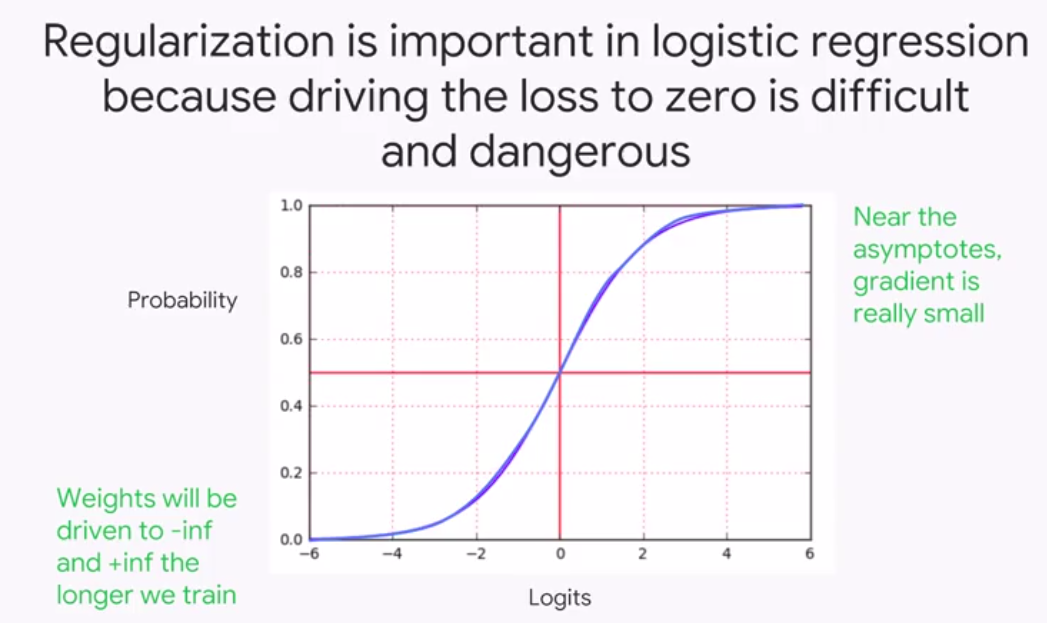 Regularization is important in logistic regression
because driving the loss to zero is difficult
and dangerous
1.0
0.8
0.6
0.4
0.2
0.0
−6
−4
−2
0
2
4
6
Probability
Logits
Near the
asymptotes,
gradient is
really small
Weights will be
driven to -inf
and +inf the
longer we train